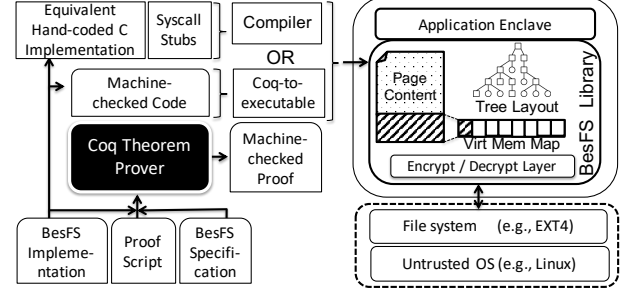 Equivalent
Hand-coded C
Implementation
Syscall
Stubs
Compiler
OR
Machine-
checked Code
Coq-to-
executable
Coq Theorem
Prover
Machine-
checked
Proof
BesFS
Impleme-
ntation
Proof
Script
BesFS
Specifi-
cation
Application Enclave
Page
Content
Tree Layout
Virt Mem Map
Encrypt / Decrypt Layer
BesFS Library
File system (e.g., EXT4)
Untrusted OS (e.g., Linux)